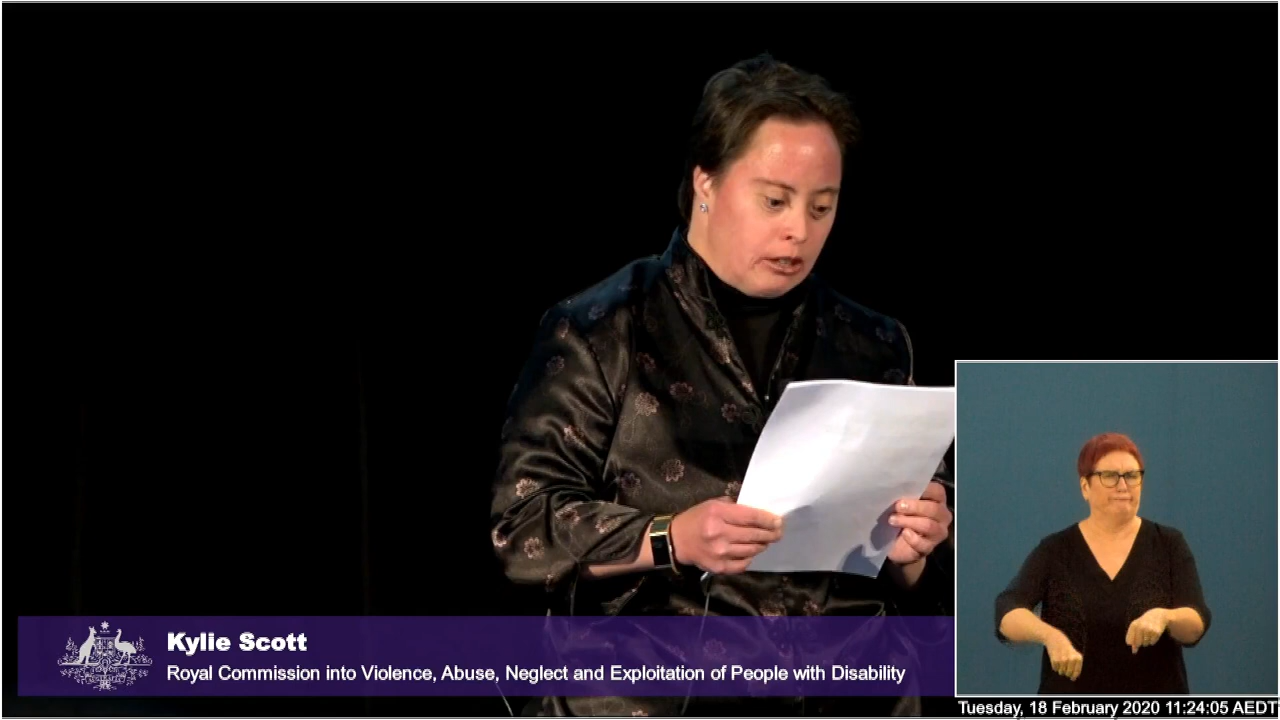 Kylie Scott
Royal Commission into Violence, Abuse, Neglect and Exploitation of People with Disability
Tuesday, 18 February 2020 11:24:05 AEDT